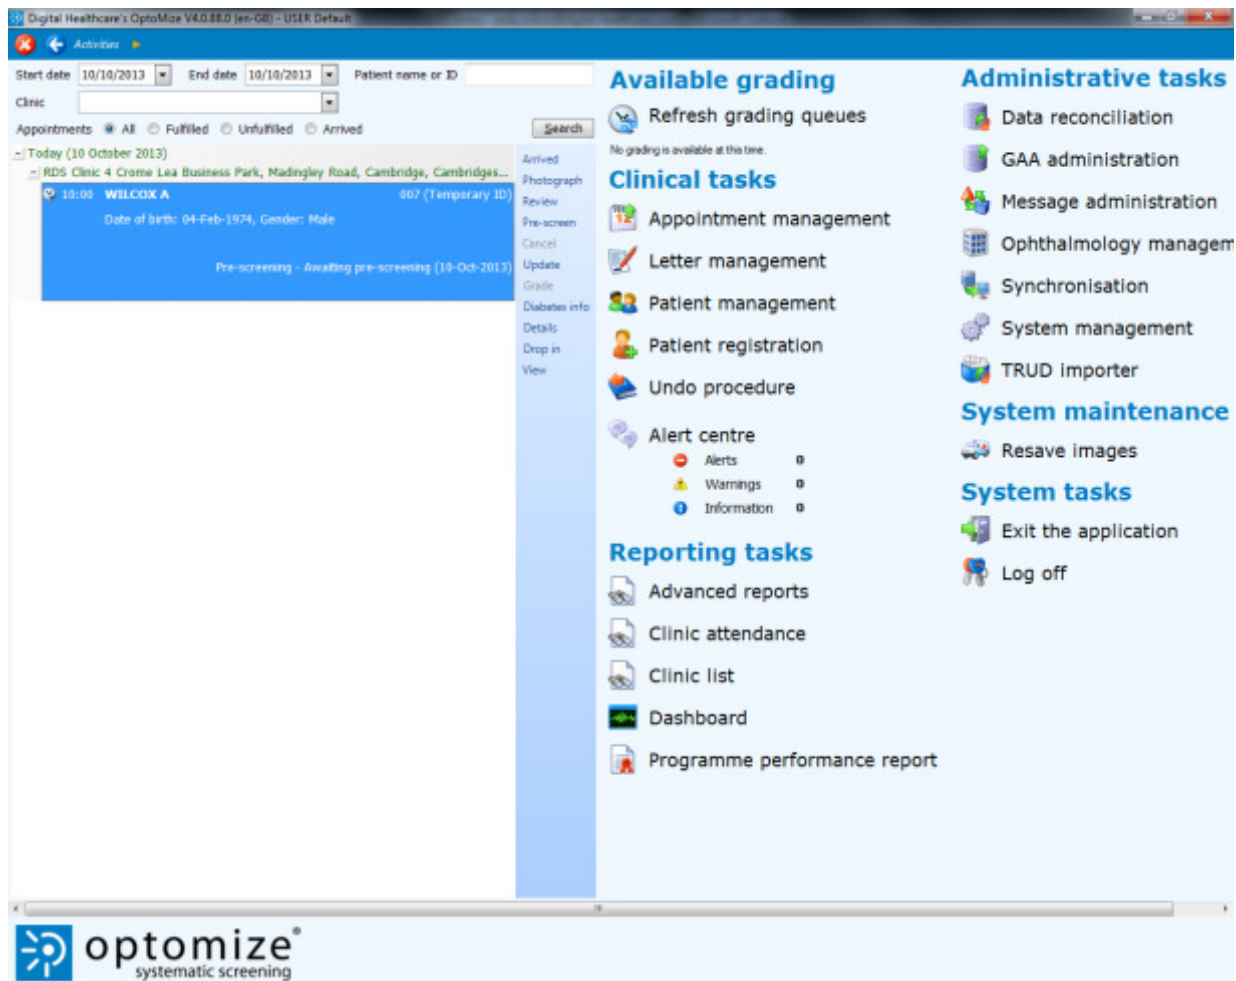 Digital Healthcare's OptoMize V4.0.88.0 (en-GB) - USER Default
Activities
Start date 10/10/2013 End date 10/10/2013 Patient name or ID
Clinic
Appointments All Fulfilled Unfulfilled Arrived Search
Today (10 October 2013)
RDS Clinic 4 Crome Lea Business Park, Madingley Road, Cambridge, Cambridges...
10:00 WILCOX A 007 (Temporary ID)
Date of birth: 04-Feb-1974, Gender: Male
Pre-screening - Awaiting pre-screening (10-Oct-2013)
Arrived
Photograph
Review
Pre-screen
Cancel
Update
Grade
Diabetes info
Details
Drop in
View
Available grading
Refresh grading queues
No grading is available at this time.
Clinical tasks
Appointment management
Letter management
Patient management
Patient registration
Undo procedure
Alert centre
Alerts 0
Warnings 0
Information 0
Reporting tasks
Advanced reports
Clinic attendance
Clinic list
Dashboard
Programme performance report
Administrative tasks
Data reconciliation
GAA administration
Message administration
Ophthalmology managem
Synchronisation
System management
TRUD importer
System maintenance
Resave images
System tasks
Exit the application
Log off
optomize®
systematic screening